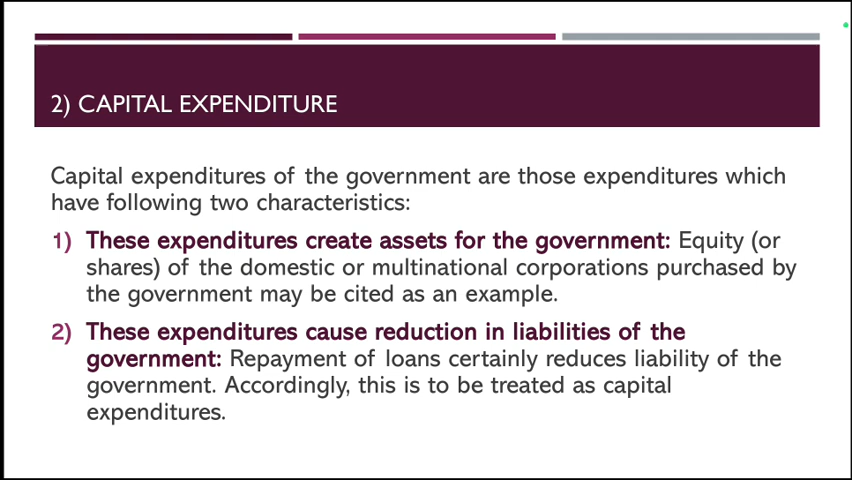 2) CAPITAL EXPENDITURE
Capital expenditures of the government are those expenditures which
have following two characteristics:
1) These expenditures create assets for the government: Equity (or
shares) of the domestic or multinational corporations purchased by
the government may be cited as an example.
2) These expenditures cause reduction in liabilities of the
government: Repayment of loans certainly reduces liability of the
government. Accordingly, this is to be treated as capital
expenditures.